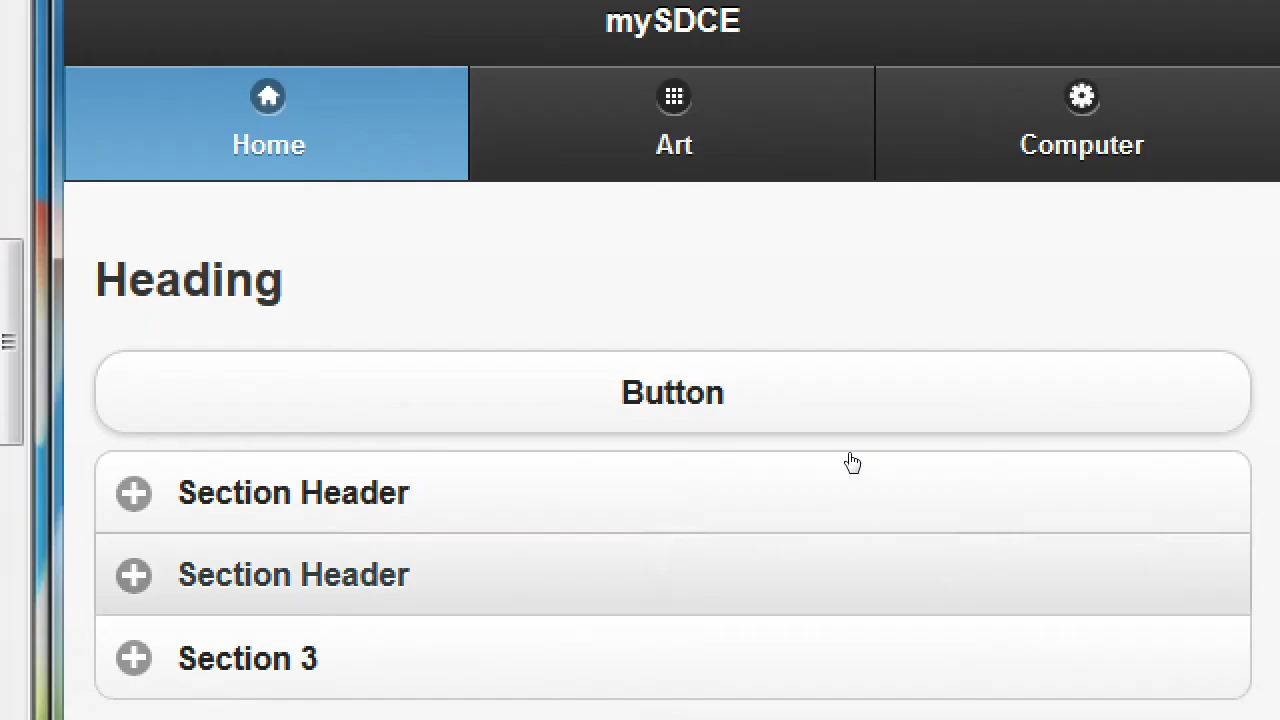 mySDCE
Home Art Computer
Heading
Button
Section Header
Section Header
Section 3